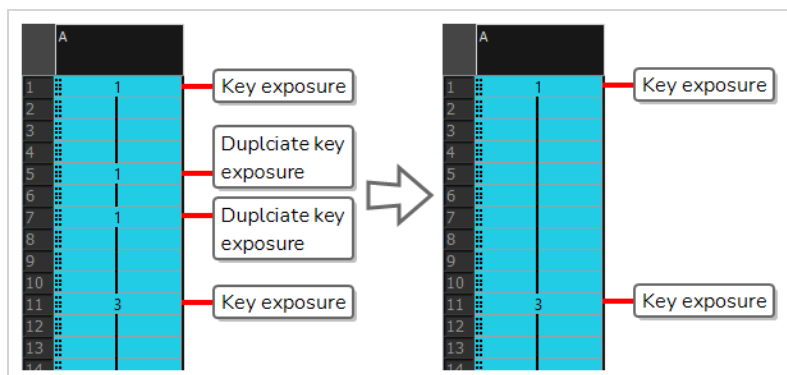 A
1 1 Key exposure
2
3
4
Duplciate key
5 1 exposure
6
7 1 Duplciate key
8 exposure
9
10
11 3 Key exposure
12
13
14
A
1 1 Key exposure
2
3
4
5
6
7
8
9
10
11 3 Key exposure
12
13
14